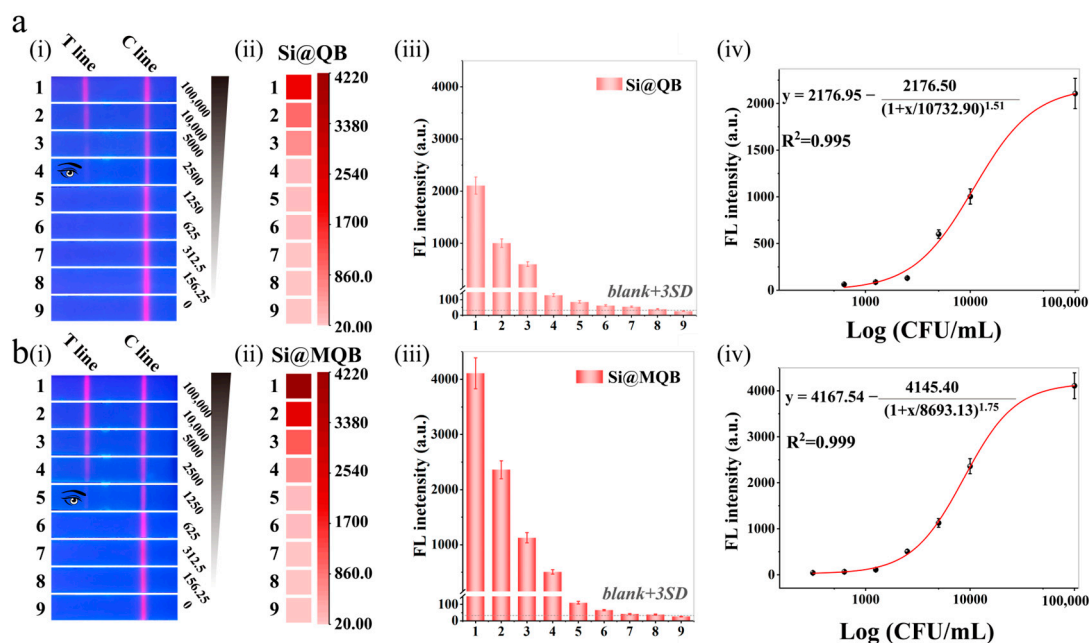 a
(i)
T line
C line
1
2
3
4
5
6
7
8
9
100,000
10,000
5000
2500
1250
625
312.5
156.25
0
(ii)
Si@QB
1
2
3
4
5
6
7
8
9
4220
3380
2540
1700
860.0
20.00
(iii)
Si@QB
FL inetensity (a.u.)
4000
3000
2000
1000
100
0
blank+3SD
1 2 3 4 5 6 7 8 9
(iv)
y = 2176.95 − 2176.50 / (1+x/10732.90)^1.51
R²=0.995
FL intensity (a.u.)
2000
1500
1000
500
0
1000 10000 100,000
Log (CFU/mL)
b
(i)
T line
C line
1
2
3
4
5
6
7
8
9
100,000
10,000
5000
2500
1250
625
312.5
156.25
0
(ii)
Si@MQB
1
2
3
4
5
6
7
8
9
4220
3380
2540
1700
860.0
20.00
(iii)
Si@MQB
FL inetensity (a.u.)
4000
3000
2000
1000
100
0
blank+3SD
1 2 3 4 5 6 7 8 9
(iv)
y = 4167.54 − 4145.40 / (1+x/8693.13)^1.75
R²=0.999
FL intensity (a.u.)
4000
3000
2000
1000
0
1000 10000 100,000
Log (CFU/mL)